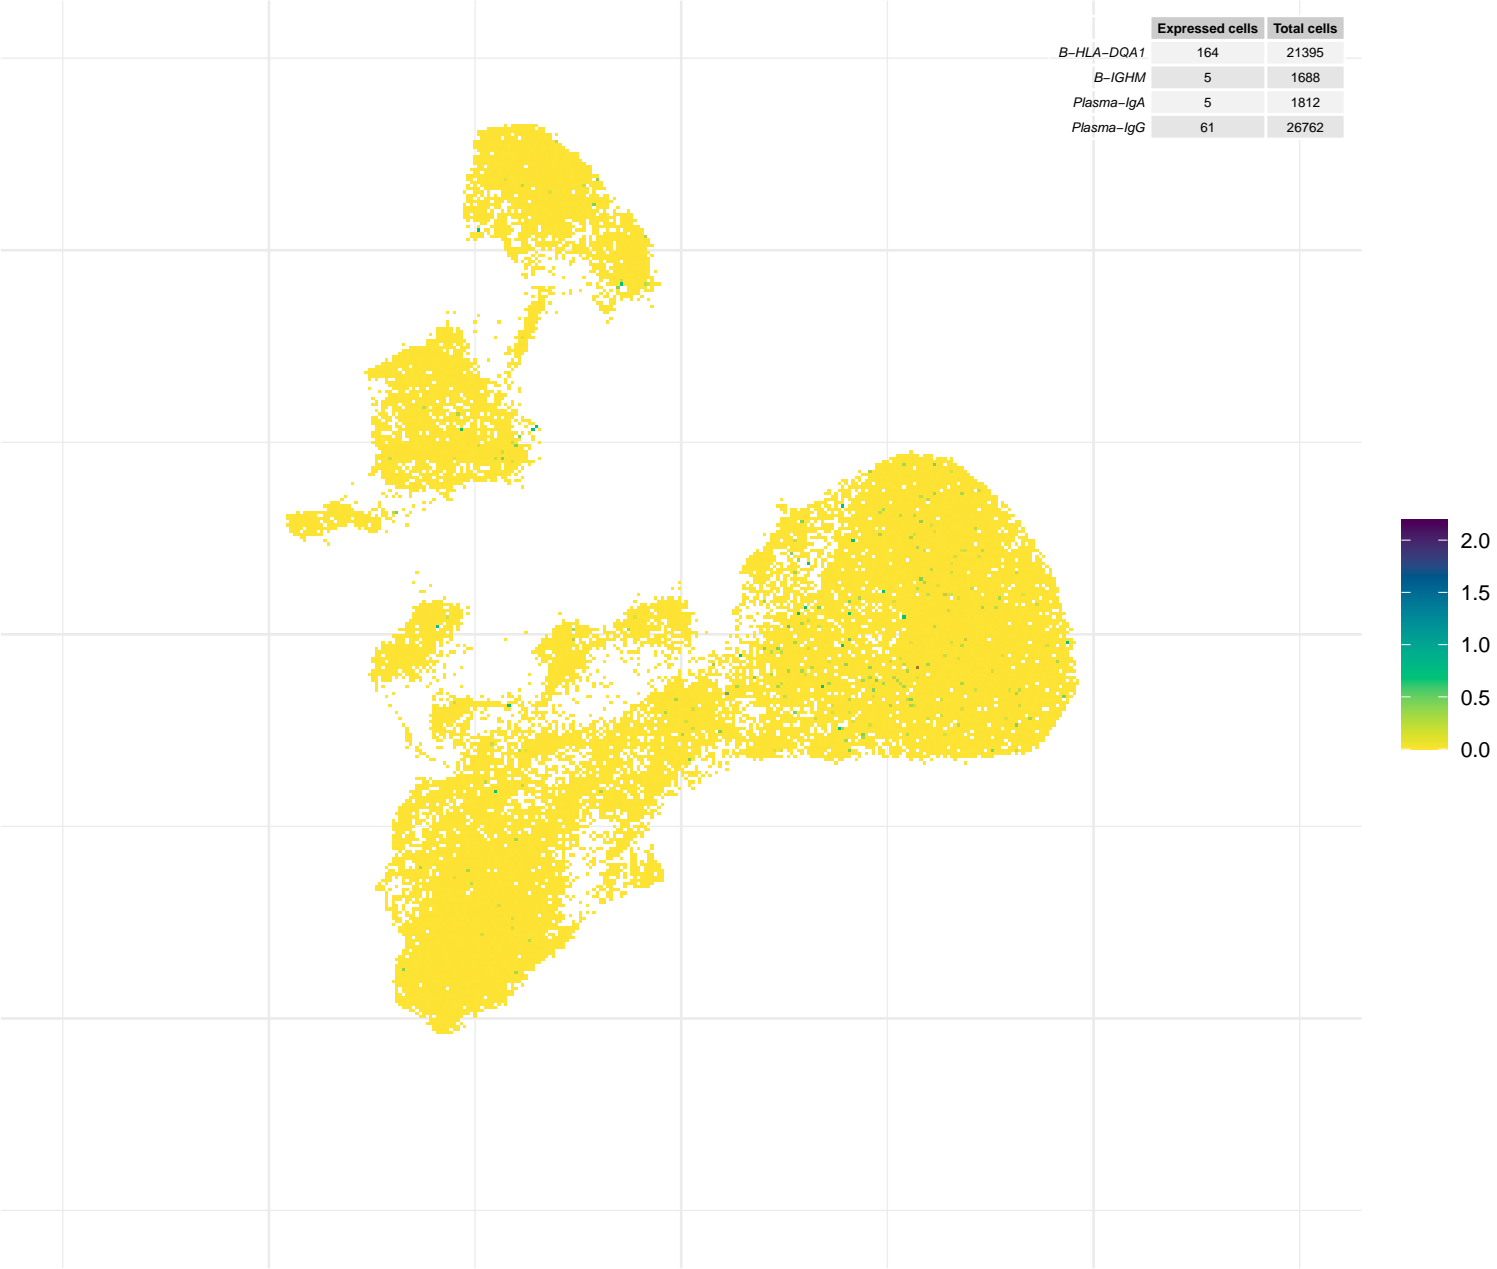 Expressed cells Total cells
B−HLA−DQA1 164 21395
B−IGHM 5 1688
Plasma−IgA 5 1812
Plasma−IgG 61 26762
2.0
1.5
1.0
0.5
0.0